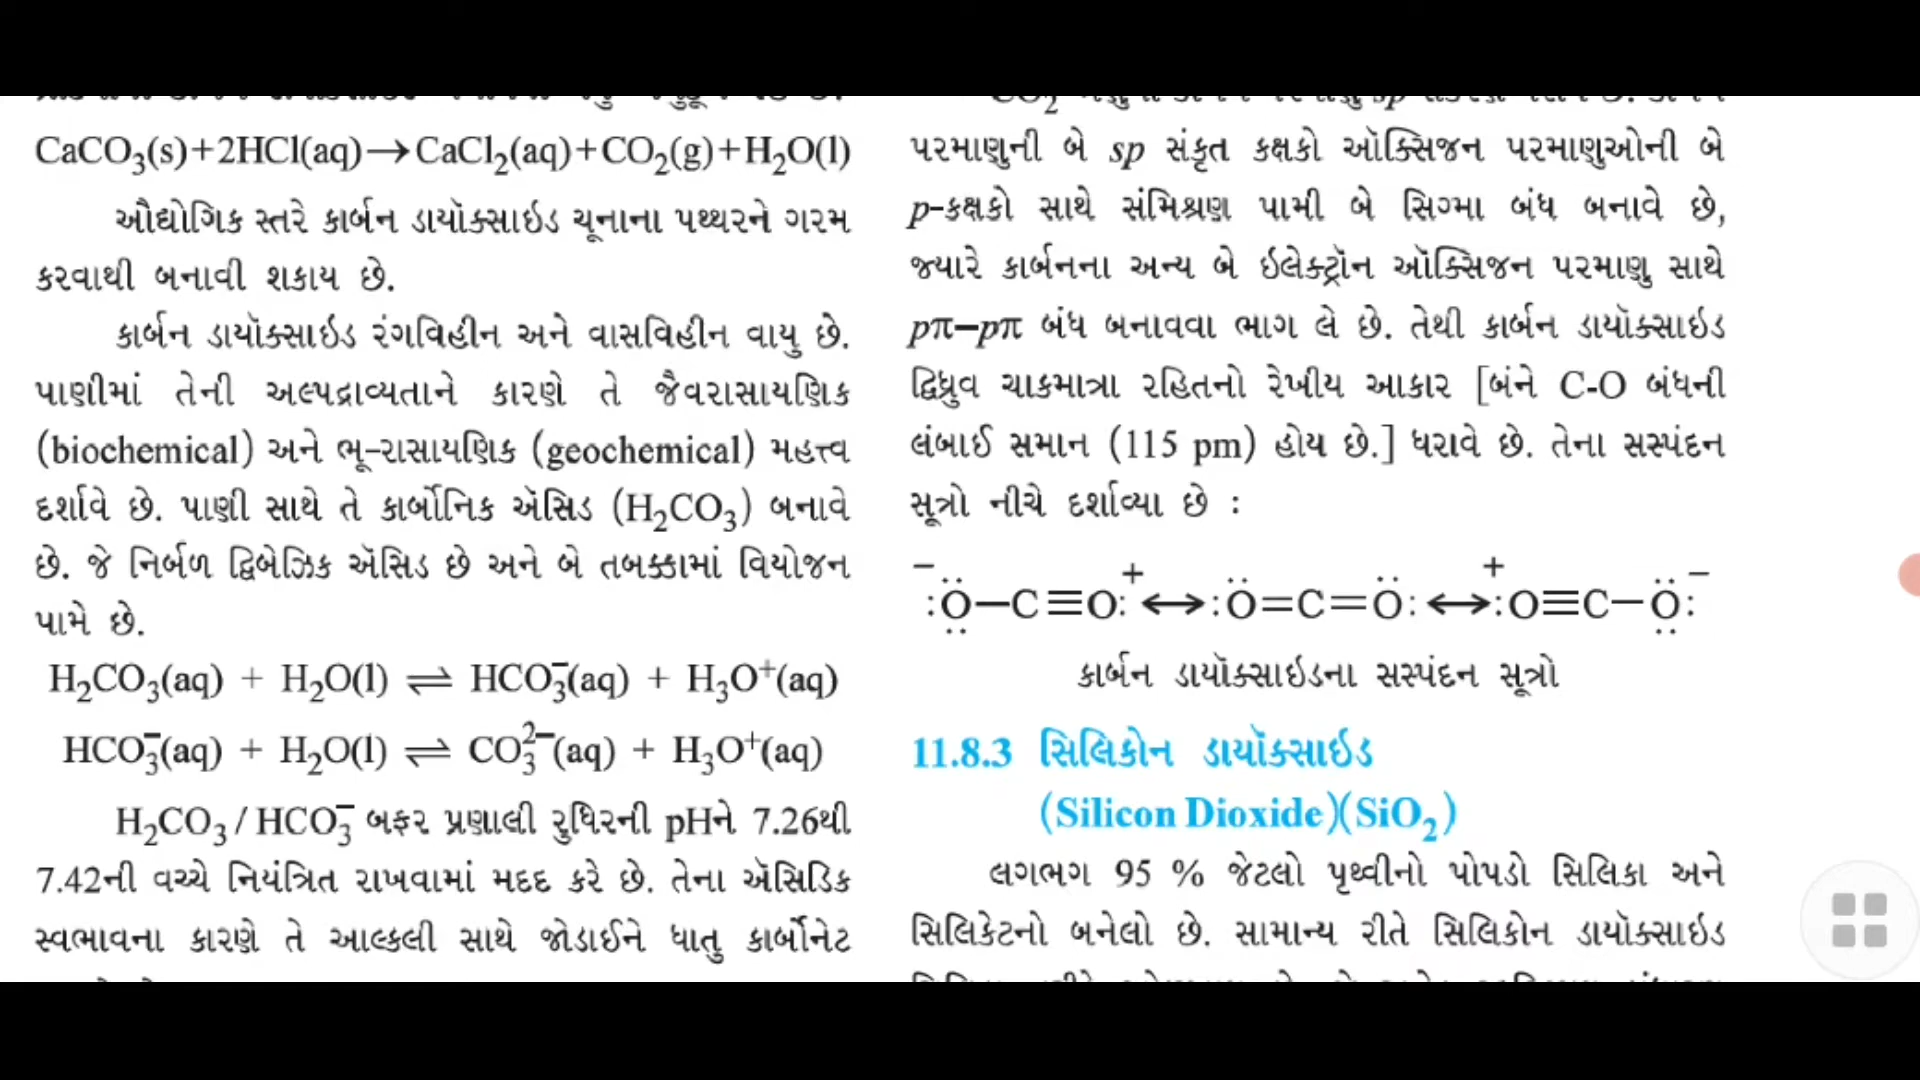 CaCO₃(s)+2HCl(aq)→CaCl₂(aq)+CO₂(g)+H₂O(l)
ઔદ્યોગિક સ્તરે કાર્બન ડાયૉક્સાઇડ ચૂનાના પથ્થરને ગરમ
કરવાથી બનાવી શકાય છે.
કાર્બન ડાયૉક્સાઇડ રંગવિહીન અને વાસવિહીન વાયુ છે.
પાણીમાં તેની અલ્પદ્રાવ્યતાને કારણે તે જૈવરાસાયણિક
(biochemical) અને ભૂ-રાસાયણિક (geochemical) મહત્ત્વ
દર્શાવે છે. પાણી સાથે તે કાર્બોનિક ઍસિડ (H₂CO₃) બનાવે
છે. જે નિર્બળ દ્વિબેઝિક ઍસિડ છે અને બે તબક્કામાં વિયોજન
પામે છે.
H₂CO₃(aq) + H₂O(l) ⇌ HCO₃⁻(aq) + H₃O⁺(aq)
HCO₃⁻(aq) + H₂O(l) ⇌ CO₃²⁻(aq) + H₃O⁺(aq)
H₂CO₃ / HCO₃⁻ બફર પ્રણાલી રુધિરની pHને 7.26થી
7.42ની વચ્ચે નિયંત્રિત રાખવામાં મદદ કરે છે. તેના ઍસિડિક
સ્વભાવના કારણે તે આલ્કલી સાથે જોડાઈને ધાતુ કાર્બોનેટ
પરમાણુની બે sp સંકૃત કક્ષકો ઑક્સિજન પરમાણુઓની બે
p-કક્ષકો સાથે સંમિશ્રણ પામી બે સિગ્મા બંધ બનાવે છે,
જ્યારે કાર્બનના અન્ય બે ઇલેક્ટ્રૉન ઑક્સિજન પરમાણુ સાથે
pπ–pπ બંધ બનાવવા ભાગ લે છે. તેથી કાર્બન ડાયૉક્સાઇડ
દ્વિધ્રુવ ચાકમાત્રા રહિતનો રેખીય આકાર [બંને C-O બંધની
લંબાઈ સમાન (115 pm) હોય છે.] ધરાવે છે. તેના સસ્પંદન
સૂત્રો નીચે દર્શાવ્યા છે :
⁻:Ö–C≡O:⁺ ↔ :Ö=C=Ö: ↔ ⁺:O≡C–Ö:⁻
કાર્બન ડાયૉક્સાઇડના સસ્પંદન સૂત્રો
11.8.3 સિલિકોન ડાયૉક્સાઇડ
(Silicon Dioxide)(SiO₂)
લગભગ 95 % જેટલો પૃથ્વીનો પોપડો સિલિકા અને
સિલિકેટનો બનેલો છે. સામાન્ય રીતે સિલિકોન ડાયૉક્સાઇડ